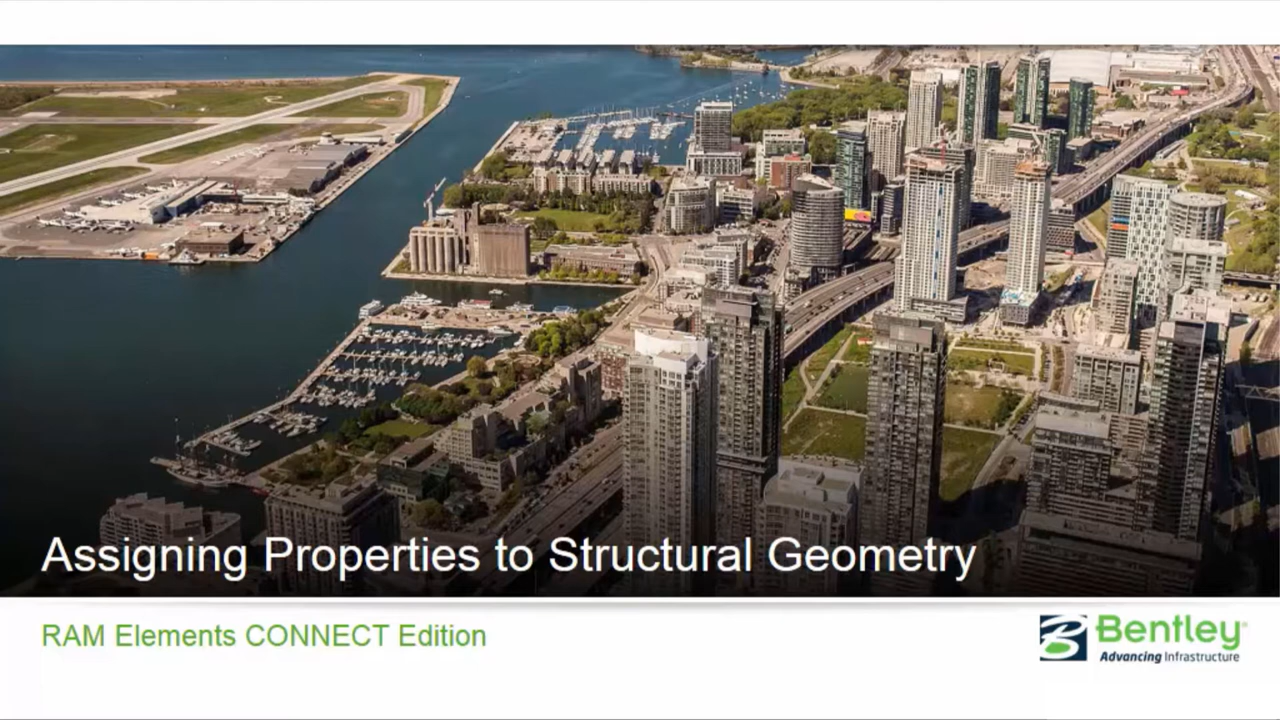 Assigning Properties to Structural Geometry
RAM Elements CONNECT Edition
Bentley®
Advancing Infrastructure